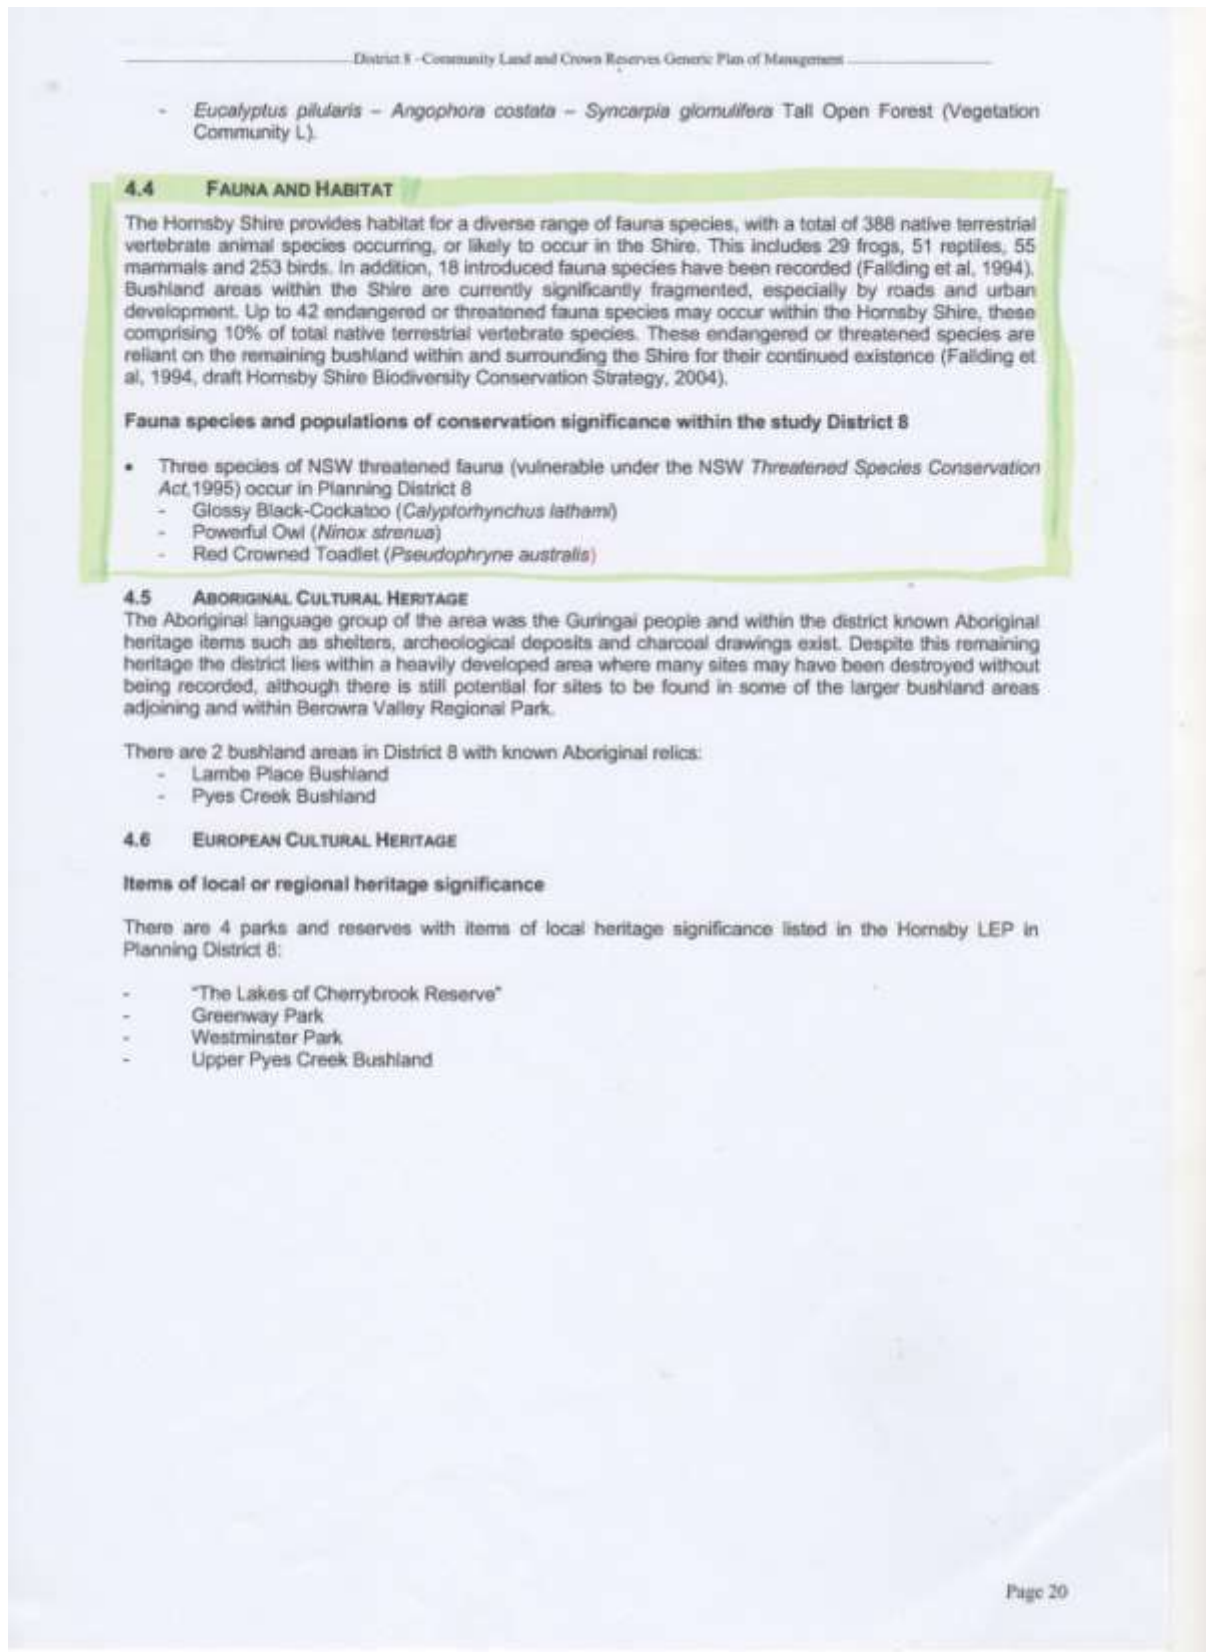 District 8 - Community Land and Crown Reserves Generic Plan of Management
- Eucalyptus pilularis – Angophora costata – Syncarpia glomulifera Tall Open Forest (Vegetation
Community L).
4.4 FAUNA AND HABITAT
The Hornsby Shire provides habitat for a diverse range of fauna species, with a total of 388 native terrestrial
vertebrate animal species occurring, or likely to occur in the Shire. This includes 29 frogs, 51 reptiles, 55
mammals and 253 birds. In addition, 18 introduced fauna species have been recorded (Fallding et al, 1994).
Bushland areas within the Shire are currently significantly fragmented, especially by roads and urban
development. Up to 42 endangered or threatened fauna species may occur within the Hornsby Shire, these
comprising 10% of total native terrestrial vertebrate species. These endangered or threatened species are
reliant on the remaining bushland within and surrounding the Shire for their continued existence (Fallding et
al, 1994, draft Hornsby Shire Biodiversity Conservation Strategy, 2004).
Fauna species and populations of conservation significance within the study District 8
• Three species of NSW threatened fauna (vulnerable under the NSW Threatened Species Conservation
Act,1995) occur in Planning District 8
- Glossy Black-Cockatoo (Calyptorhynchus lathami)
- Powerful Owl (Ninox strenua)
- Red Crowned Toadlet (Pseudophryne australis)
4.5 ABORIGINAL CULTURAL HERITAGE
The Aboriginal language group of the area was the Guringai people and within the district known Aboriginal
heritage items such as shelters, archeological deposits and charcoal drawings exist. Despite this remaining
heritage the district lies within a heavily developed area where many sites may have been destroyed without
being recorded, although there is still potential for sites to be found in some of the larger bushland areas
adjoining and within Berowra Valley Regional Park.
There are 2 bushland areas in District 8 with known Aboriginal relics:
- Lambe Place Bushland
- Pyes Creek Bushland
4.6 EUROPEAN CULTURAL HERITAGE
Items of local or regional heritage significance
There are 4 parks and reserves with items of local heritage significance listed in the Hornsby LEP in
Planning District 8:
- "The Lakes of Cherrybrook Reserve"
- Greenway Park
- Westminster Park
- Upper Pyes Creek Bushland
Page 20